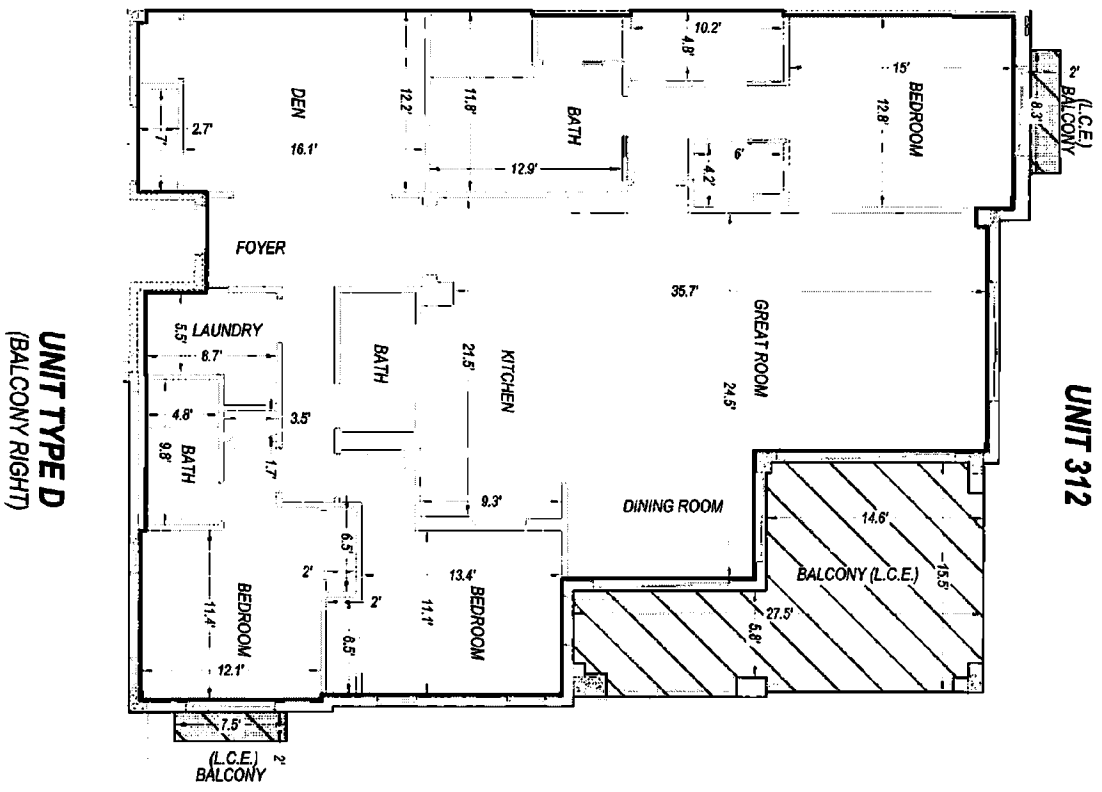 10.2'
4.8'
15'
2'
(L.C.E.)
BALCONY
8.3'
BEDROOM
12.8'
DEN
12.2'
11.8'
BATH
2.7'
7'
16.1'
12.9'
6'
4.2'
FOYER
35.7'
LAUNDRY
5.5'
8.7'
BATH
21.5'
KITCHEN
GREAT ROOM
24.5'
UNIT TYPE D
(BALCONY RIGHT)
UNIT 312
4.8'
3.5'
9.8'
BATH
1.7'
9.3'
DINING ROOM
14.6'
BALCONY (L.C.E.)
15.5'
27.5'
5.8'
6.5'
2'
13.4'
2'
11.4'
BEDROOM
11.1'
BEDROOM
12.1'
6.5'
7.5'
2'
(L.C.E.)
BALCONY